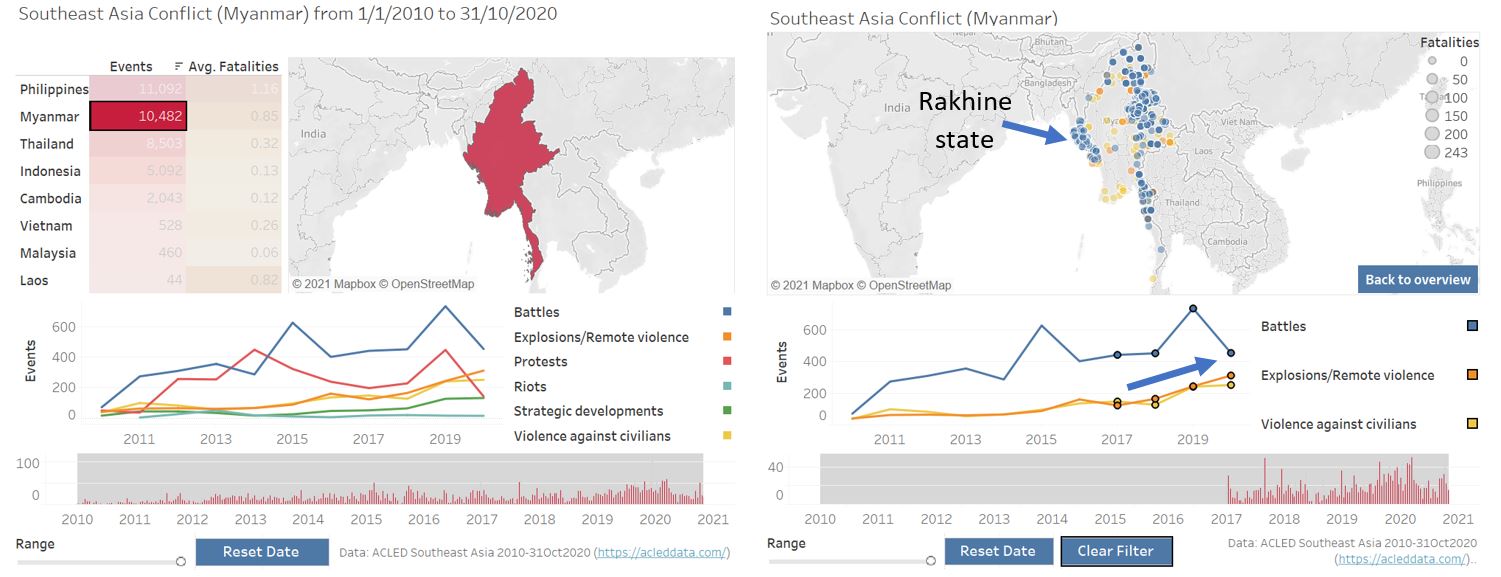 Southeast Asia Conflict (Myanmar) from 1/1/2010 to 31/10/2020
Events Avg. Fatalities
Philippines 11,092 1.16
Myanmar 10,482 0.85
Thailand 8,503 0.32
Indonesia 5,092 0.13
Cambodia 2,043 0.12
Vietnam 528 0.26
Malaysia 460 0.06
Laos 44 0.82
India
© 2021 Mapbox © OpenStreetMap
Events
600
400
200
0
2011 2013 2015 2017 2019
Battles
Explosions/Remote violence
Protests
Riots
Strategic developments
Violence against civilians
100
0
2010 2011 2012 2013 2014 2015 2016 2017 2018 2019 2020 2021
Range
Reset Date
Data: ACLED Southeast Asia 2010-31Oct2020 (https://acleddata.com/)
Southeast Asia Conflict (Myanmar)
Bhutan
Bangladesh
India
Rakhine
state
Viet Nam
Laos
Thailand
Cambodia
Philippines
Fatalities
0
50
100
150
200
243
© 2021 Mapbox © OpenStreetMap
Back to overview
Events
600
400
200
0
2011 2013 2015 2017 2019
Battles
Explosions/Remote violence
Violence against civilians
40
0
2010 2011 2012 2013 2014 2015 2016 2017 2018 2019 2020 2021
Range
Reset Date
Clear Filter
Data: ACLED Southeast Asia 2010-31Oct2020
(https://acleddata.com/)..